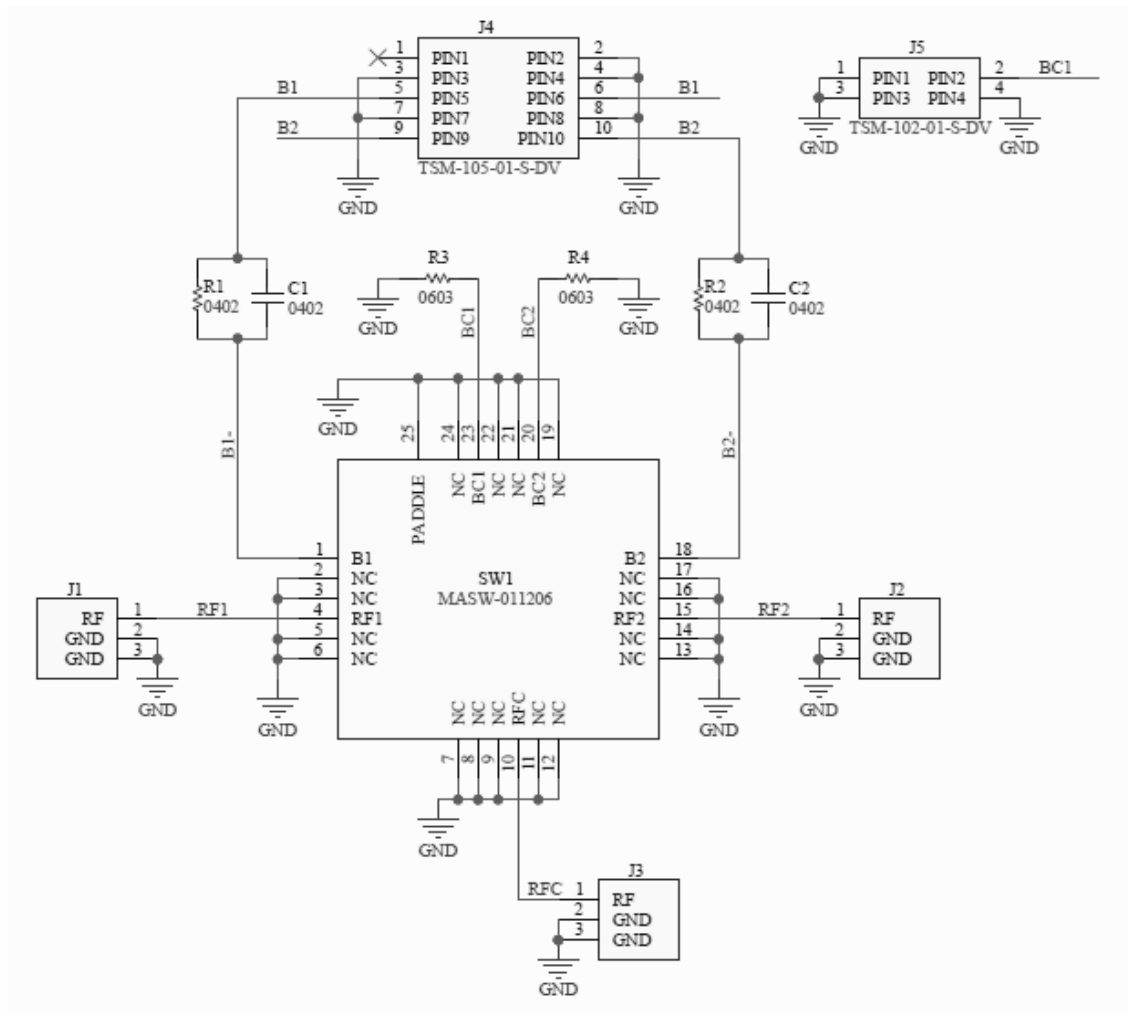 J4
1 PIN1 PIN2 2
3 PIN3 PIN4 4
B1 5 PIN5 PIN6 6 B1
7 PIN7 PIN8 8
B2 9 PIN9 PIN10 10 B2
TSM-105-01-S-DV
GND
GND
J5
1 PIN1 PIN2 2 BC1
3 PIN3 PIN4 4
TSM-102-01-S-DV
GND
GND
R1
0402
C1
0402
R3
0603
GND
BC1
R4
0603
GND
BC2
R2
0402
C2
0402
B1-
GND
B2-
25 24 23 22 21 20 19
PADDLE NC BC1 NC NC BC2 NC
SW1
MASW-011206
1 B1
2 NC
3 NC
RF1 4 RF1
5 NC
6 NC
GND
B2 18
NC 17
NC 16
RF2 15 RF2
NC 14
NC 13
GND
J1
RF 1
GND 2
GND 3
GND
J2
1 RF
2 GND
3 GND
GND
NC NC NC RFC NC NC
7 8 9 10 11 12
GND
J3
RFC 1 RF
2 GND
3 GND
GND